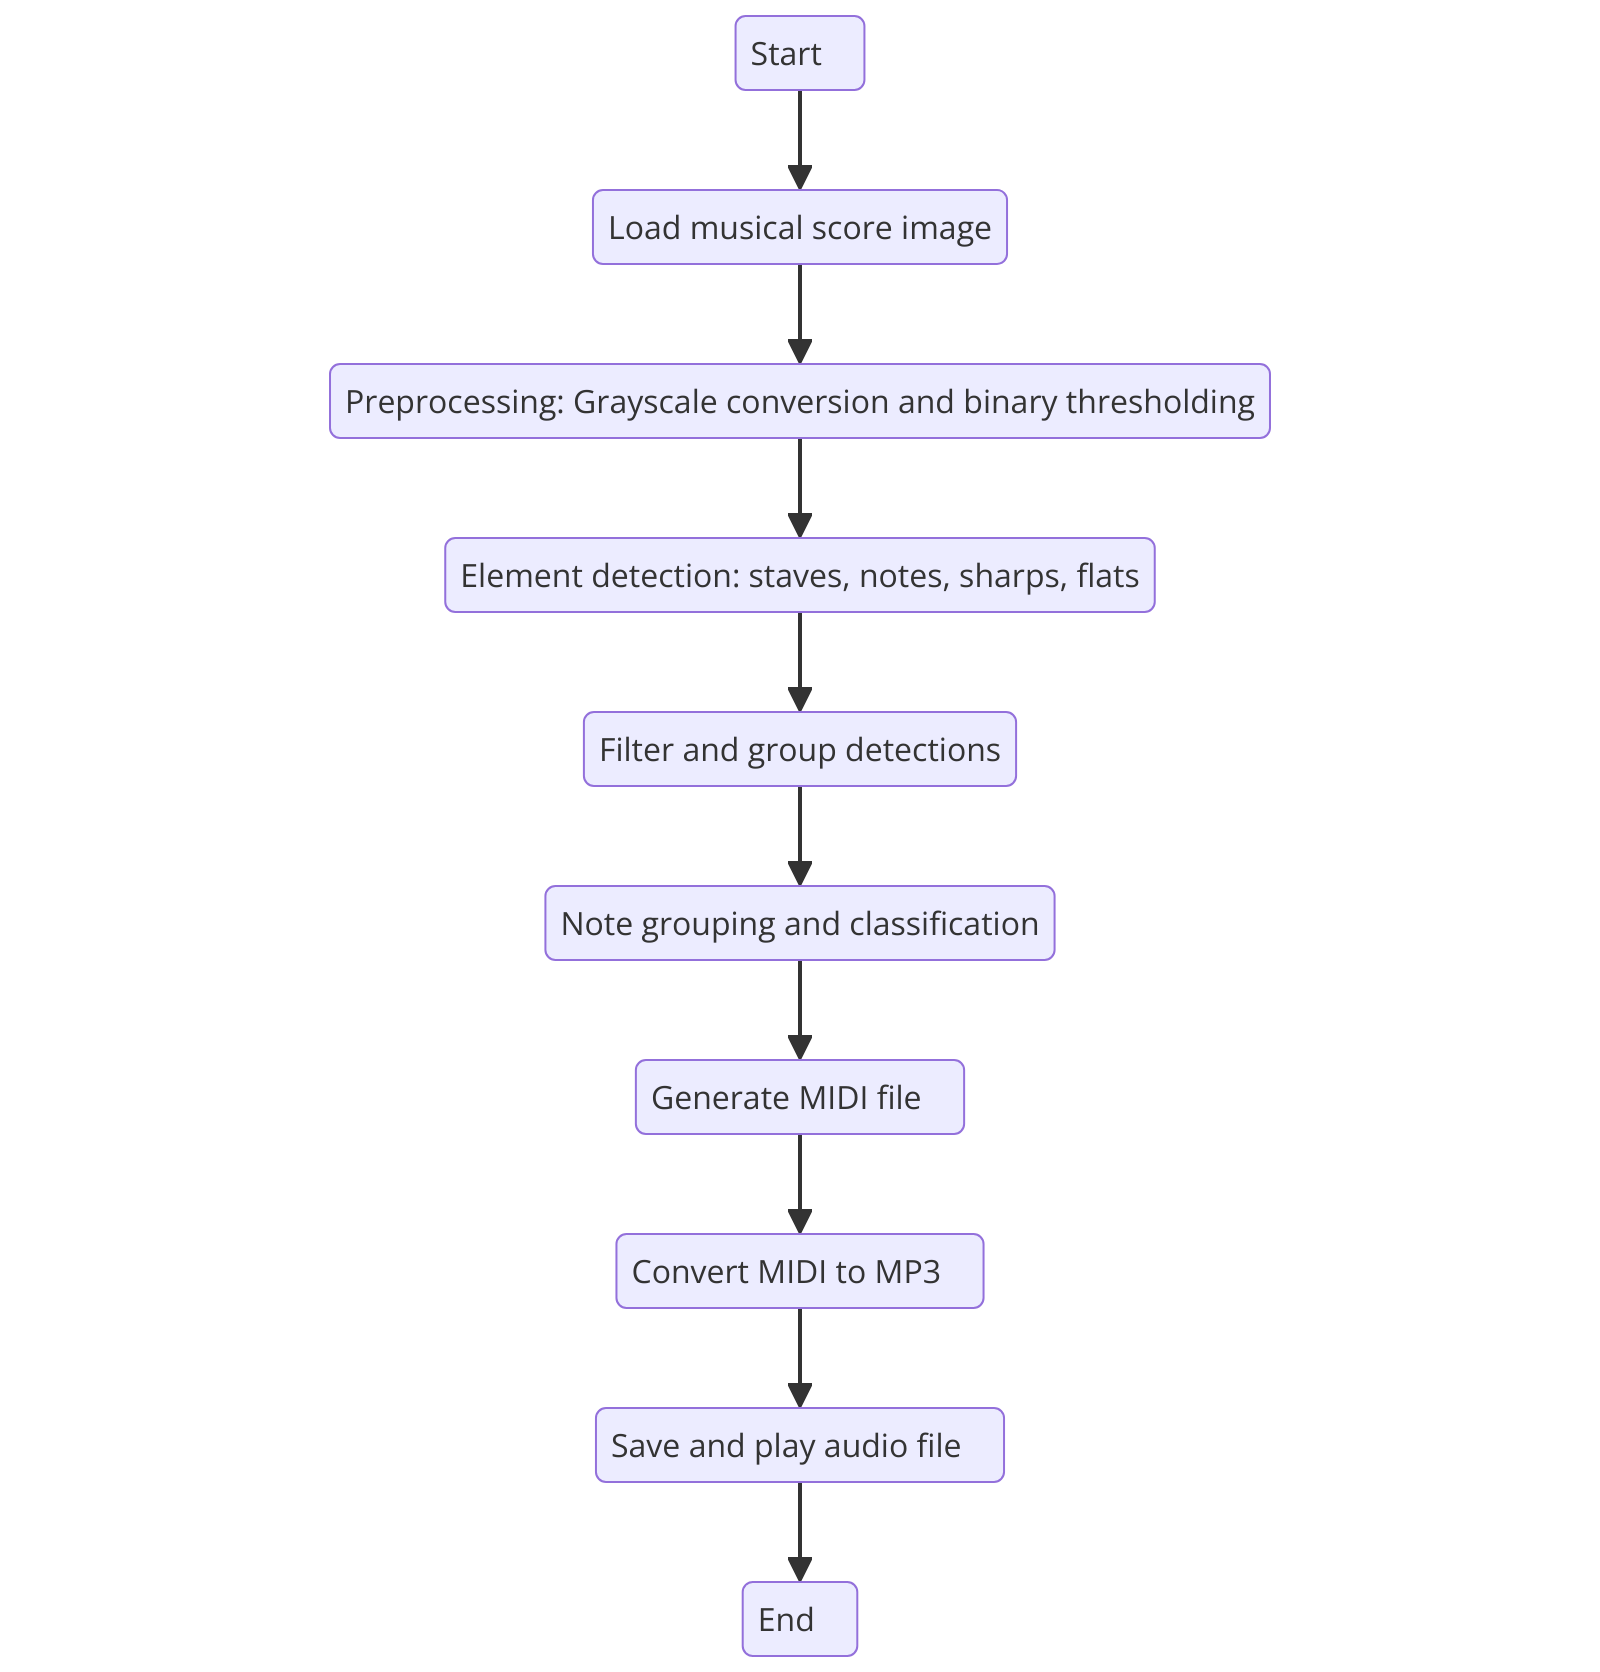 Start
Load musical score image
Preprocessing: Grayscale conversion and binary thresholding
Element detection: staves, notes, sharps, flats
Filter and group detections
Note grouping and classification
Generate MIDI file
Convert MIDI to MP3
Save and play audio file
End